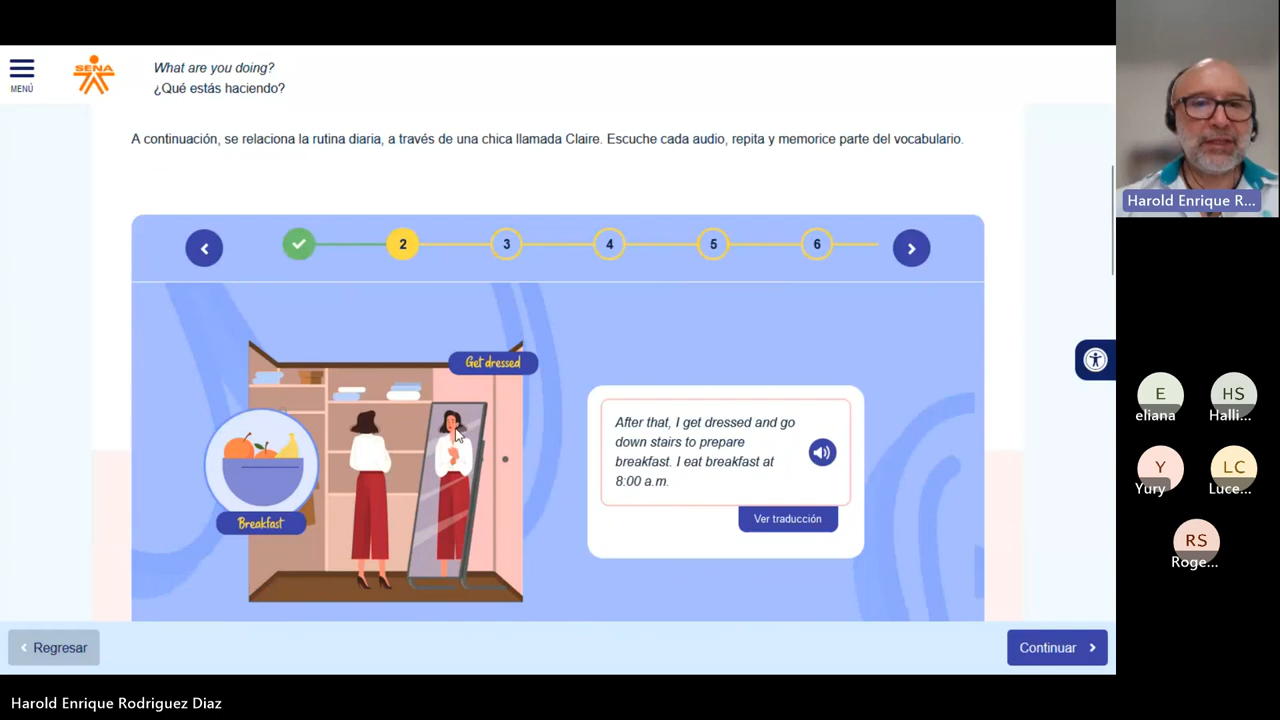 MENÚ
SENA
What are you doing?
¿Qué estás haciendo?
A continuación, se relaciona la rutina diaria, a través de una chica llamada Claire. Escuche cada audio, repita y memorice parte del vocabulario.
2 3 4 5 6
Get dressed
Breakfast
After that, I get dressed and go
down stairs to prepare
breakfast. I eat breakfast at
8:00 a.m.
Ver traducción
Regresar
Continuar
Harold Enrique R...
E
eliana
HS
Halli...
Y
Yury
LC
Luce...
RS
Roge...
Harold Enrique Rodriguez Diaz